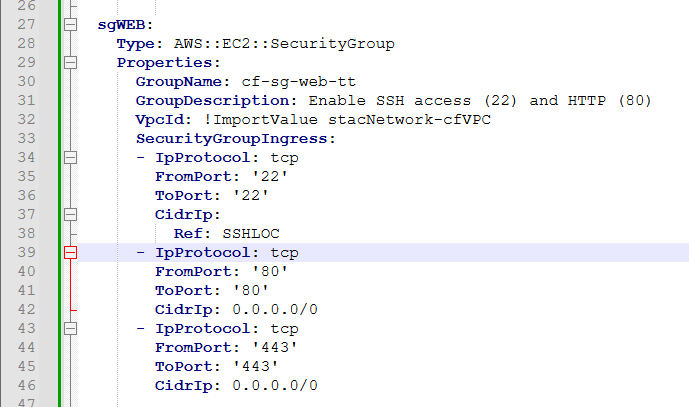 26
27 sgWEB:
28 Type: AWS::EC2::SecurityGroup
29 Properties:
30 GroupName: cf-sg-web-tt
31 GroupDescription: Enable SSH access (22) and HTTP (80)
32 VpcId: !ImportValue stacNetwork-cfVPC
33 SecurityGroupIngress:
34 - IpProtocol: tcp
35 FromPort: '22'
36 ToPort: '22'
37 CidrIp:
38 Ref: SSHLOC
39 - IpProtocol: tcp
40 FromPort: '80'
41 ToPort: '80'
42 CidrIp: 0.0.0.0/0
43 - IpProtocol: tcp
44 FromPort: '443'
45 ToPort: '443'
46 CidrIp: 0.0.0.0/0
47